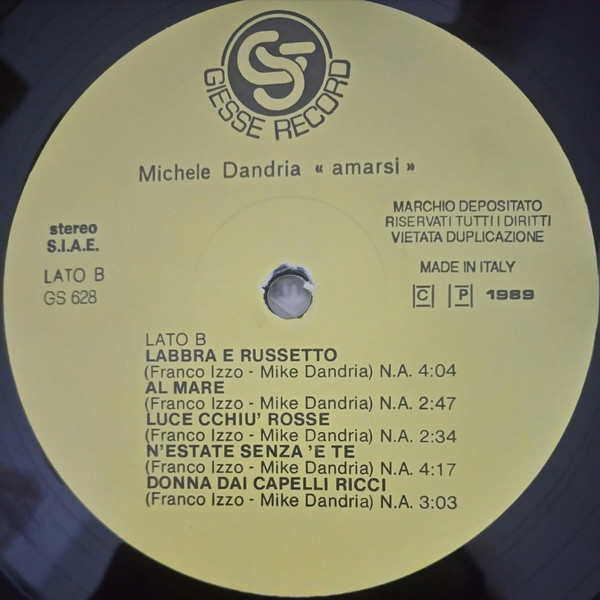 GS
GIESSE RECORD
Michele Dandria « amarsi »
stereo
S.I.A.E.
LATO B
GS 628
MARCHIO DEPOSITATO
RISERVATI TUTTI I DIRITTI
VIETATA DUPLICAZIONE
MADE IN ITALY
C P 1989
LATO B
LABBRA E RUSSETTO
(Franco Izzo - Mike Dandria) N.A. 4:04
AL MARE
(Franco Izzo - Mike Dandria) N.A. 2:47
LUCE CCHIU' ROSSE
(Franco Izzo - Mike Dandria) N.A. 2:34
N'ESTATE SENZA 'E TE
(Franco Izzo - Mike Dandria) N.A. 4:17
DONNA DAI CAPELLI RICCI
(Franco Izzo - Mike Dandria) N.A. 3:03